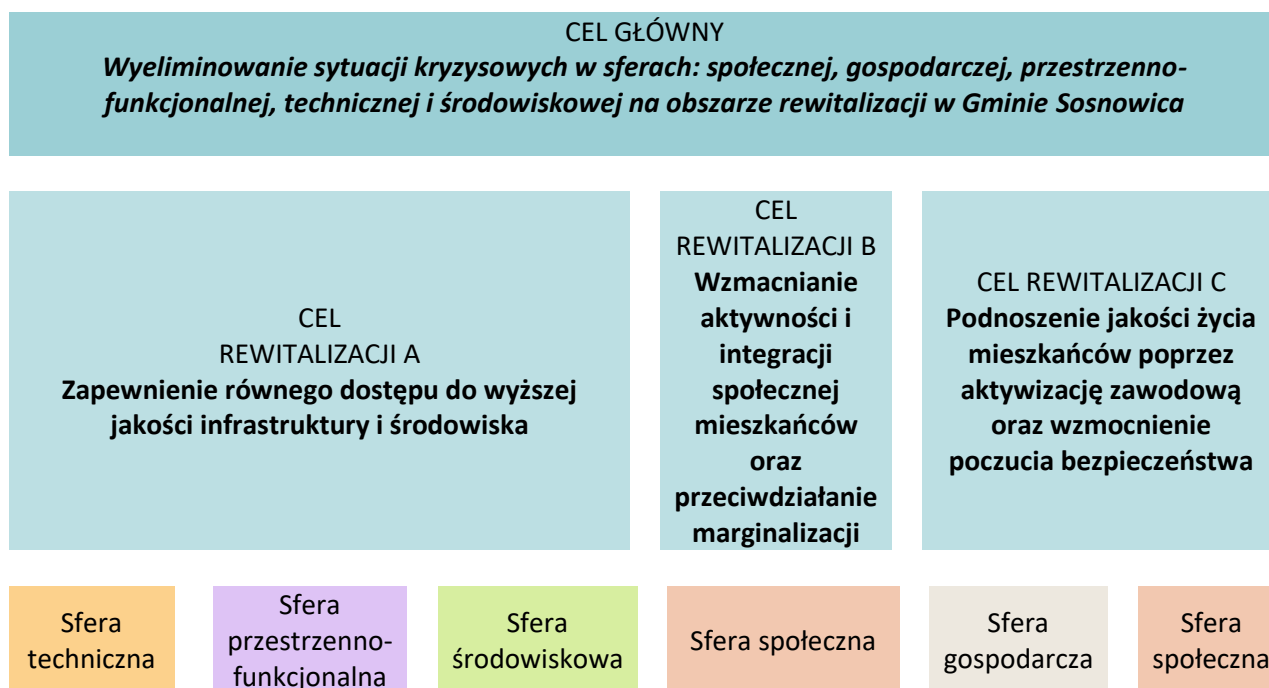 CEL GŁÓWNY
Wyeliminowanie sytuacji kryzysowych w sferach: społecznej, gospodarczej, przestrzenno-
funkcjonalnej, technicznej i środowiskowej na obszarze rewitalizacji w Gminie Sosnowica
CEL
REWITALIZACJI A
Zapewnienie równego dostępu do wyższej
jakości infrastruktury i środowiska
CEL
REWITALIZACJI B
Wzmacnianie
aktywności i
integracji
społecznej
mieszkańców
oraz
przeciwdziałanie
marginalizacji
CEL REWITALIZACJI C
Podnoszenie jakości życia
mieszkańców poprzez
aktywizację zawodową
oraz wzmocnienie
poczucia bezpieczeństwa
Sfera
techniczna
Sfera
przestrzenno-
funkcjonalna
Sfera
środowiskowa
Sfera społeczna
Sfera
gospodarcza
Sfera
społeczna